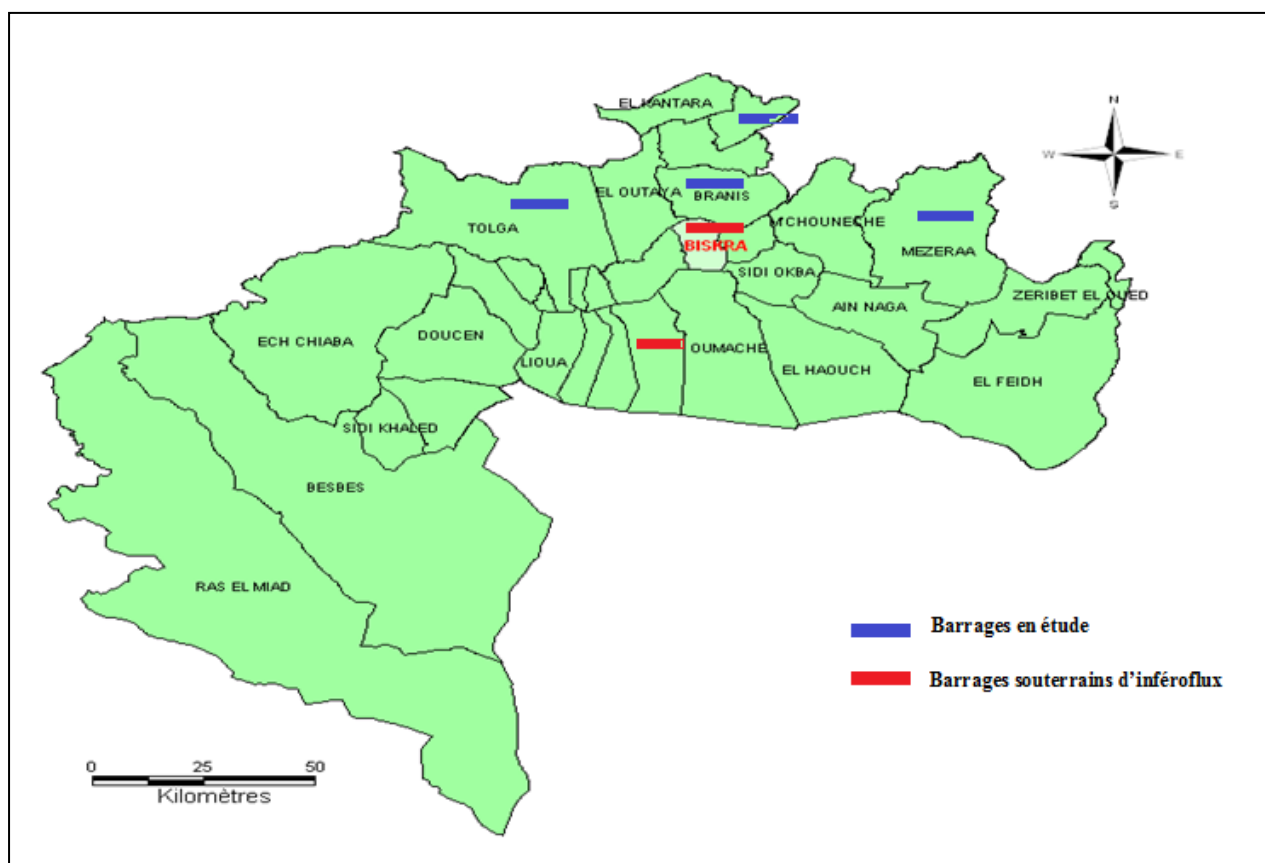 EL KANTARA
N
W
E
S
EL OUTAYA
BRANIS
TOLGA
M'CHOUNECHE
BISKRA
MEZERAA
SIDI OKBA
ZERIBET EL OUED
AIN NAGA
ECH CHIABA
DOUCEN
LIOUA
OUMACHE
EL HAOUCH
EL FEIDH
SIDI KHALED
BESBES
RAS EL MIAD
Barrages en étude
Barrages souterrains d'inféroflux
0 25 50
Kilomètres